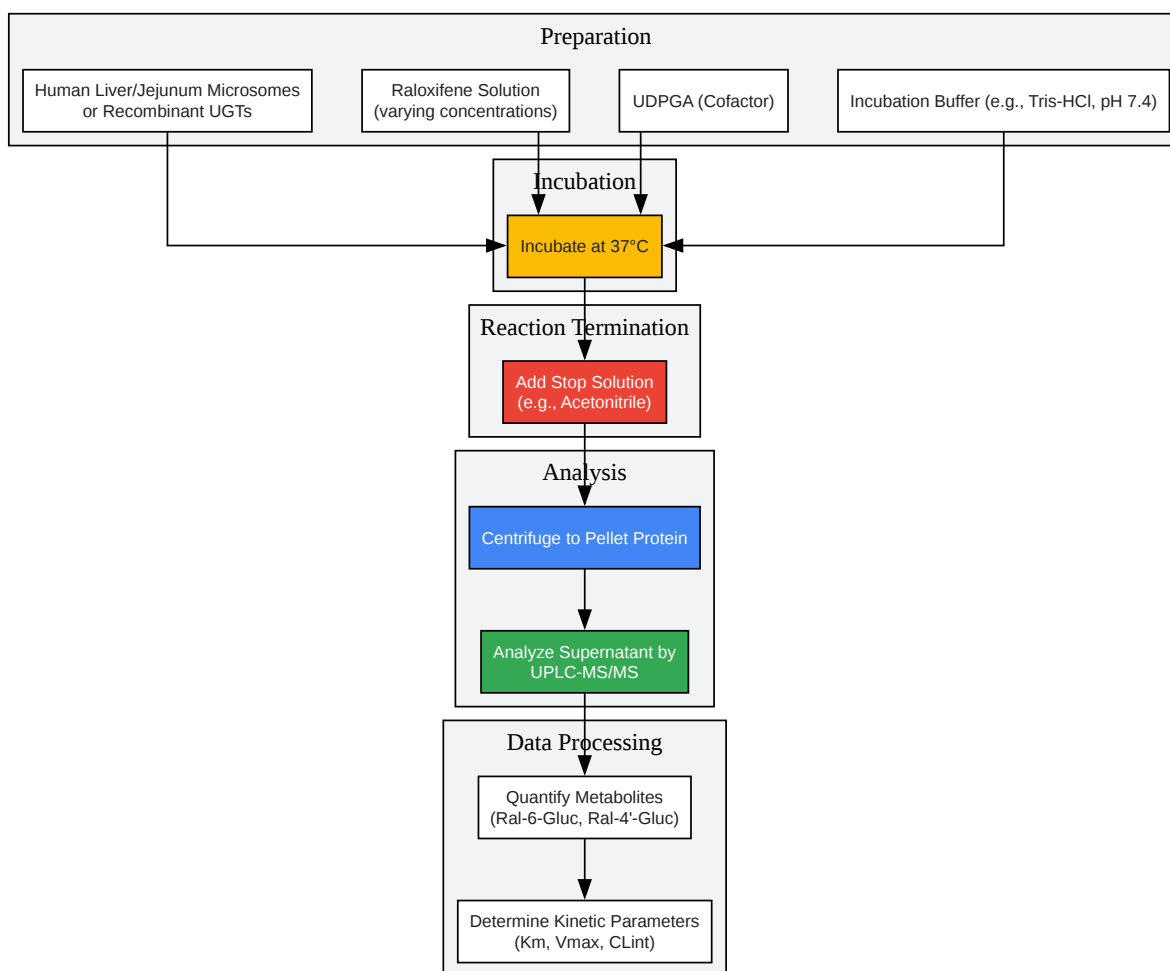 Preparation
Human Liver/Jejunum Microsomes
or Recombinant UGTs
Raloxifene Solution
(varying concentrations)
UDPGA (Cofactor)
Incubation Buffer (e.g., Tris-HCl, pH 7.4)
Incubation
Incubate at 37°C
Reaction Termination
Add Stop Solution
(e.g., Acetonitrile)
Analysis
Centrifuge to Pellet Protein
Analyze Supernatant by
UPLC-MS/MS
Data Processing
Quantify Metabolites
(Ral-6-Gluc, Ral-4'-Gluc)
Determine Kinetic Parameters
(Km, Vmax, CLint)